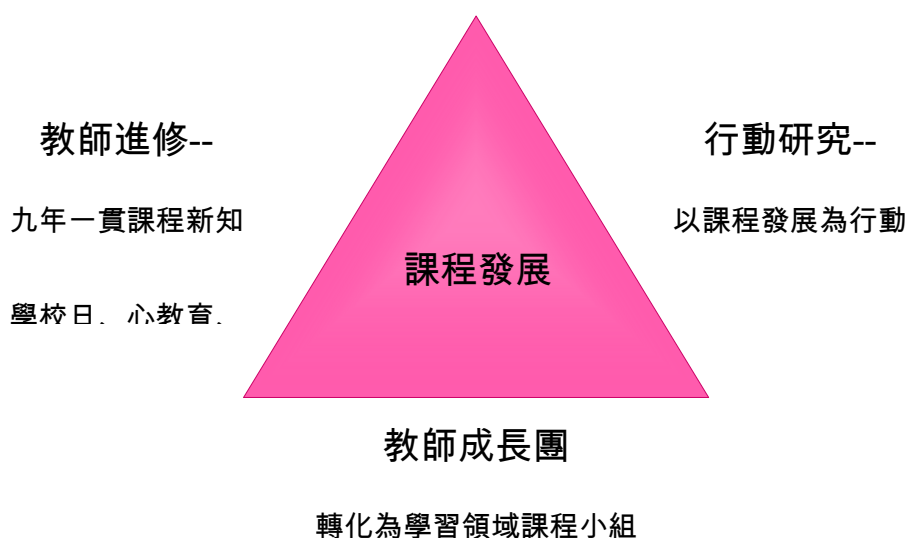 教師進修--
九年一貫課程新知
學校日、心教育、
課程發展
行動研究--
以課程發展為行動
教師成長團
轉化為學習領域課程小組